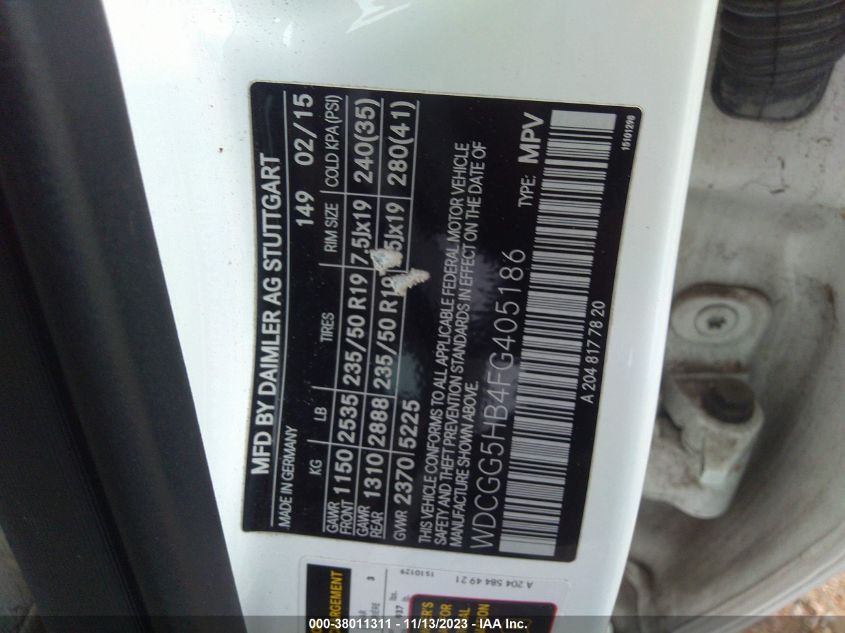 MFD BY DAIMLER AG STUTTGART
MADE IN GERMANY 149 02/15
KG LB TIRES RIM SIZE COLD KPA (PSI)
GAWR FRONT 1150 2535 235/50 R19 7.5Jx19 240(35)
GAWR REAR 1310 2888 235/50 R19 5Jx19 280(41)
GVWR 2370 5225
THIS VEHICLE CONFORMS TO ALL APPLICABLE FEDERAL MOTOR VEHICLE
SAFETY AND THEFT PREVENTION STANDARDS IN EFFECT ON THE DATE OF
MANUFACTURE SHOWN ABOVE.
WDCGG5HB4FG405186 TYPE: MPV
A 204 817 78 20
15101298
A 204 584 49 21
1510129
000-38011311 - 11/13/2023 - IAA Inc.